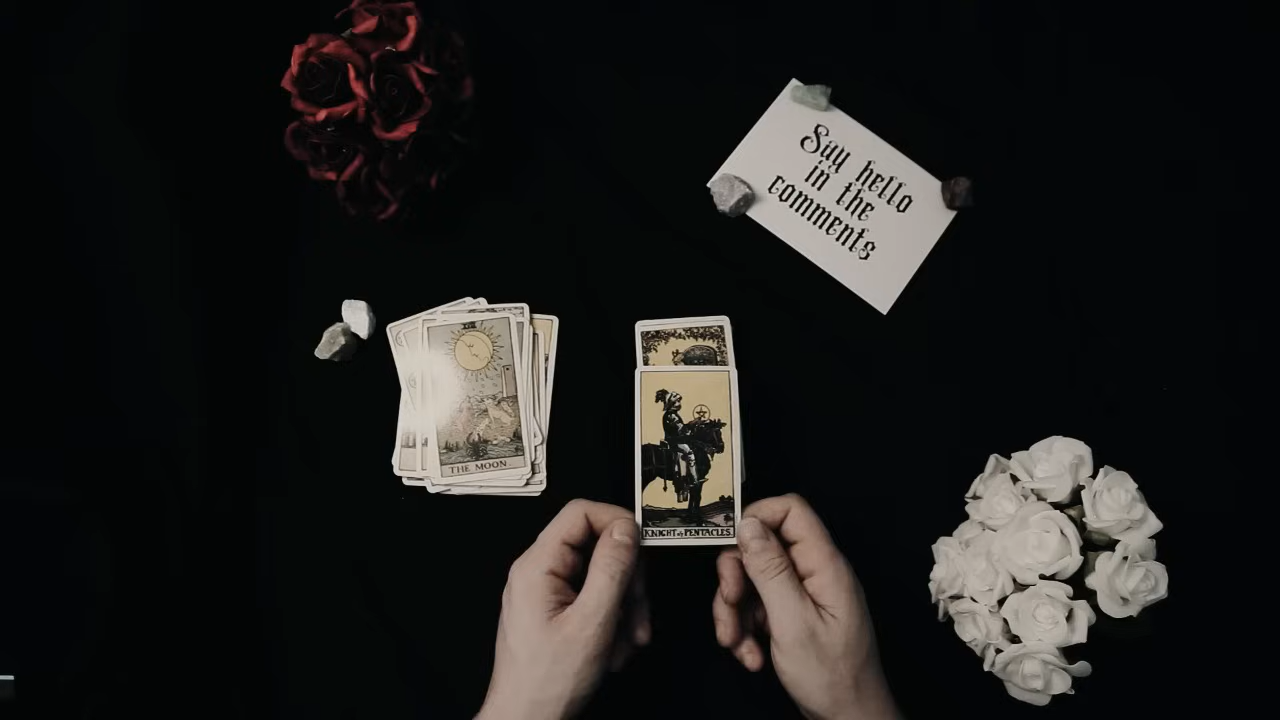 Say hello
in the
comments
THE MOON
KNIGHT of PENTACLES